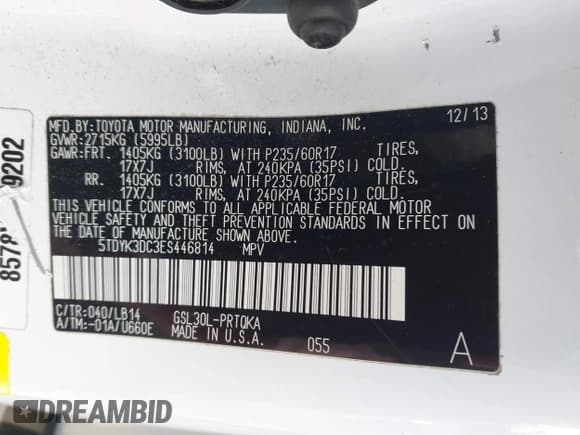 MFD.BY:TOYOTA MOTOR MANUFACTURING, INDIANA, INC. 12/13
GVWR:2715KG (5995LB)
GAWR:FRT. 1405KG (3100LB) WITH P235/60R17 TIRES,
17X7J RIMS, AT 240KPA (35PSI) COLD.
RR. 1405KG (3100LB) WITH P235/60R17 TIRES,
17X7J RIMS, AT 240KPA (35PSI) COLD.
THIS VEHICLE CONFORMS TO ALL APPLICABLE FEDERAL MOTOR
VEHICLE SAFETY AND THEFT PREVENTION STANDARDS IN EFFECT
ON THE DATE OF MANUFACTURE SHOWN ABOVE.
5TDYK3DC3ES446814 MPV
C/TR:040/LB14 GSL30L-PRTQKA
A/TM:-01A/U660E MADE IN U.S.A. 055 A
9202
DREAMBID